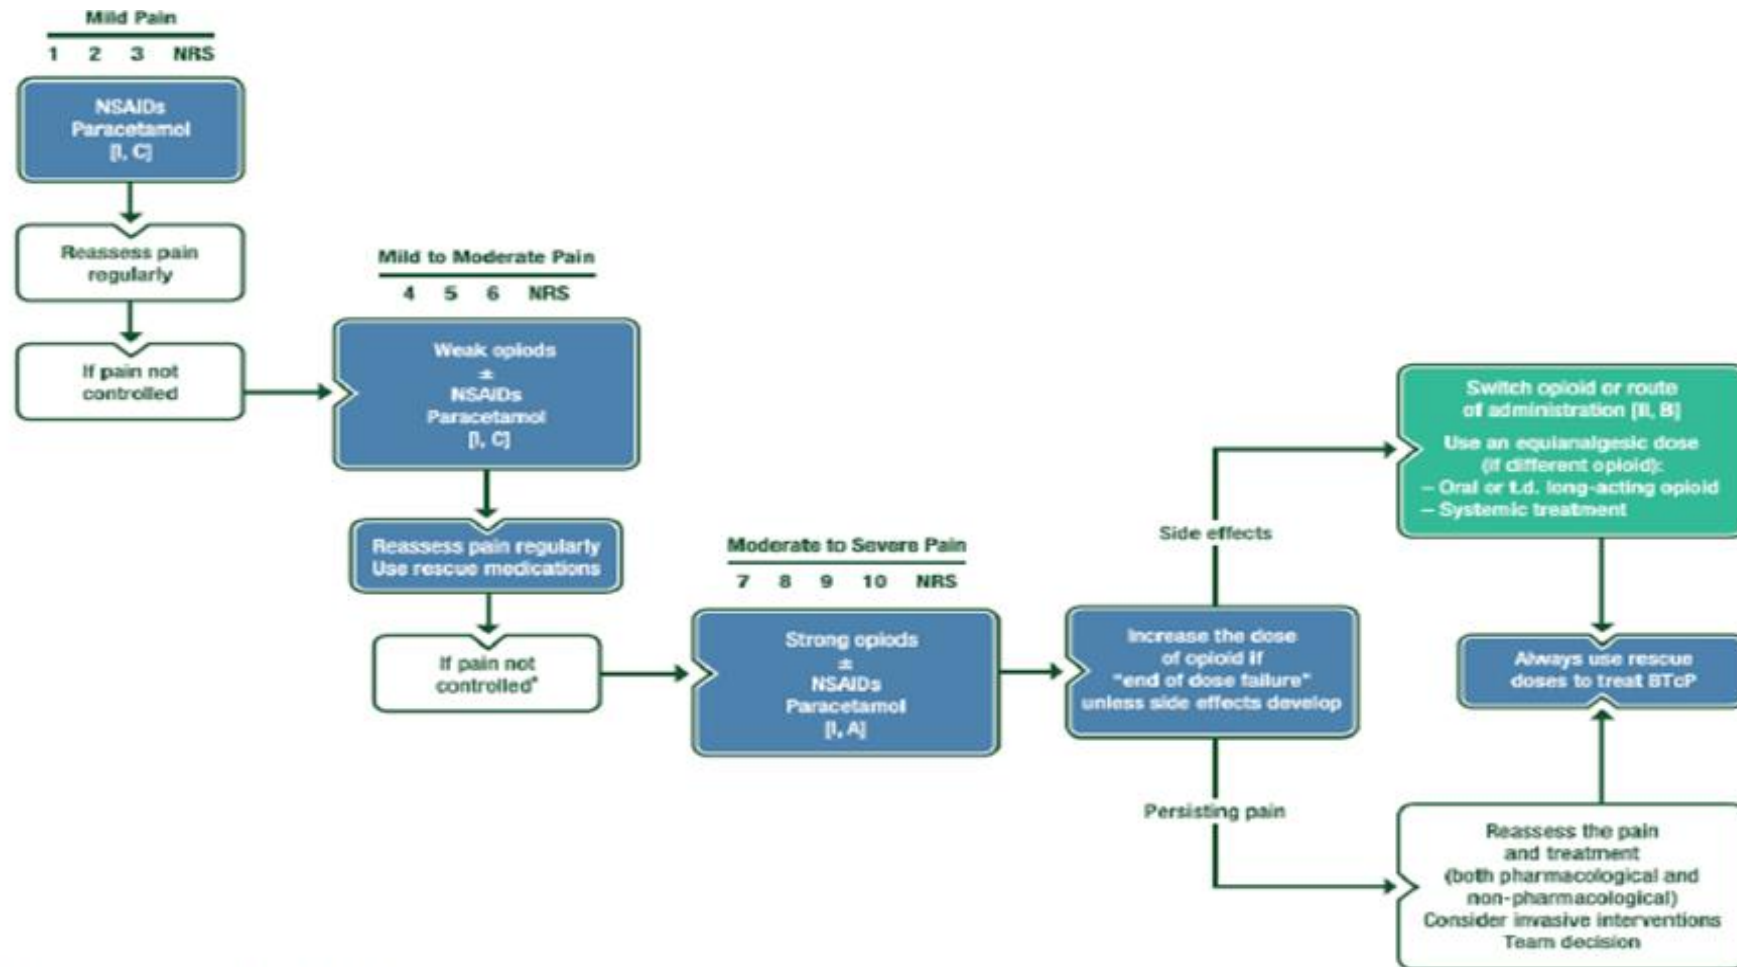 Mild Pain
1 2 3 NRS
NSAIDs
Paracetamol
[I, C]
Reassess pain
regularly
If pain not
controlled
Mild to Moderate Pain
4 5 6 NRS
Weak opiods
±
NSAIDs
Paracetamol
[I, C]
Reassess pain regularly
Use rescue medications
If pain not
controlled*
Moderate to Severe Pain
7 8 9 10 NRS
Strong opiods
±
NSAIDs
Paracetamol
[I, A]
Increase the dose
of opioid if
"end of dose failure"
unless side effects develop
Side effects
Switch opioid or route
of administration [II, B]
Use an equianalgesic dose
(if different opioid):
– Oral or t.d. long-acting opioid
– Systemic treatment
Always use rescue
doses to treat BTcP
Persisting pain
Reassess the pain
and treatment
(both pharmacological and
non-pharmacological)
Consider invasive interventions
Team decision